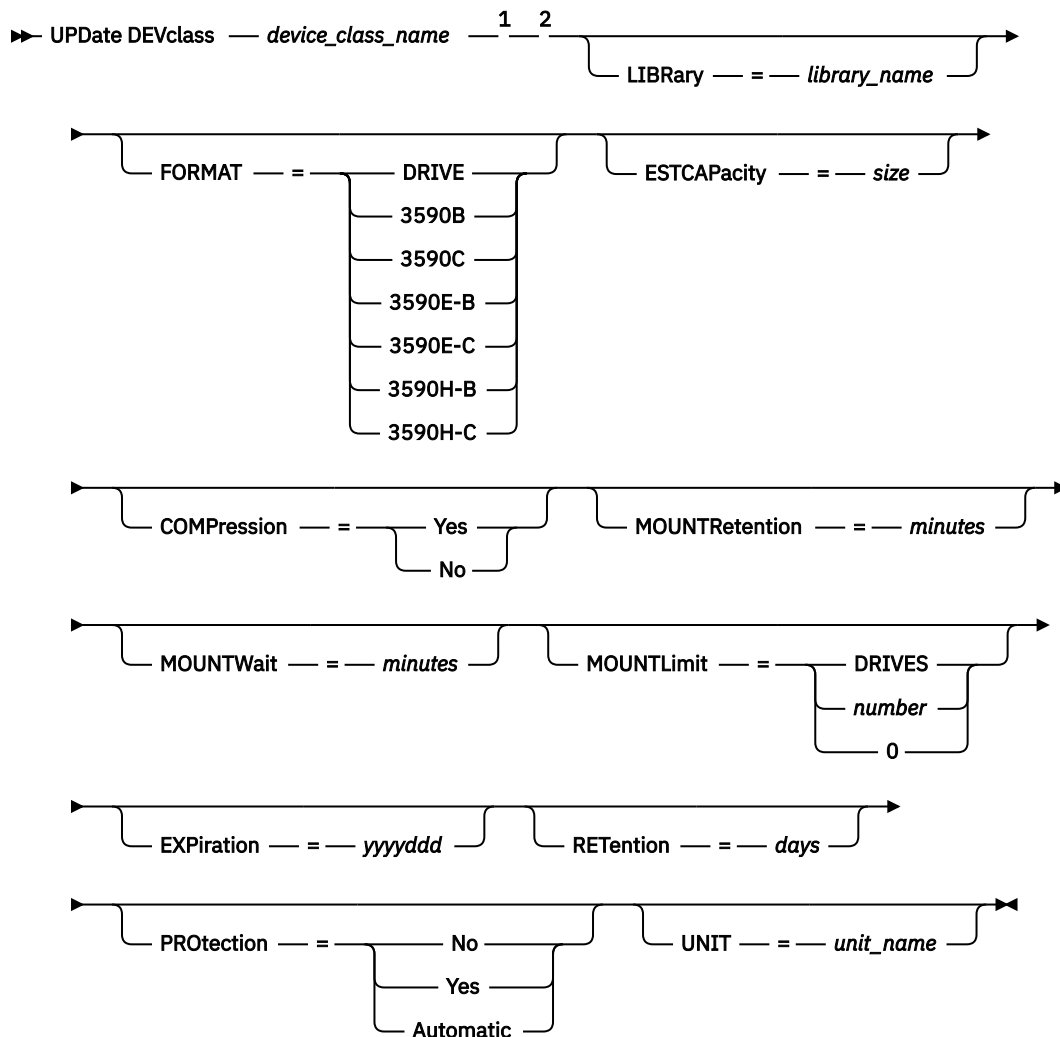 UPDate DEVclass — device_class_name 1 2
LIBRary — = — library_name
FORMAT — = DRIVE
3590B
3590C
3590E-B
3590E-C
3590H-B
3590H-C
ESTCAPacity — = — size
COMPression — = Yes
No
MOUNTRetention — = — minutes
MOUNTWait — = — minutes
MOUNTLimit — = DRIVES
number
0
EXPiration — = — yyyyddd
RETention — = — days
PROtection — = No
Yes
Automatic
UNIT — = — unit_name